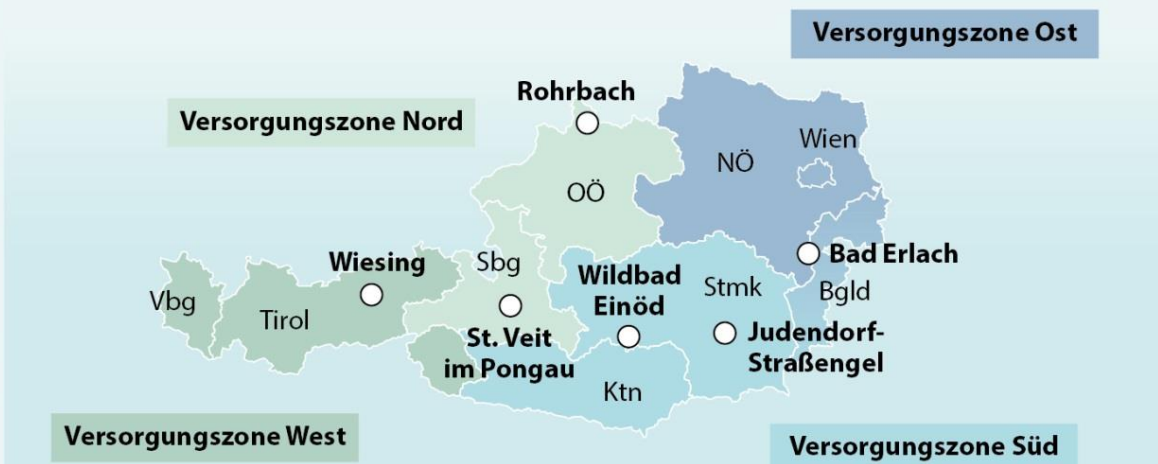 Versorgungszone Ost
Rohrbach
Versorgungszone Nord
Wien
NÖ
OÖ
Wiesing
Sbg
Wildbad
Einöd
Bad Erlach
Vbg
Tirol
Stmk
Bgld
St. Veit
im Pongau
Judendorf-
Straßengel
Ktn
Versorgungszone West
Versorgungszone Süd